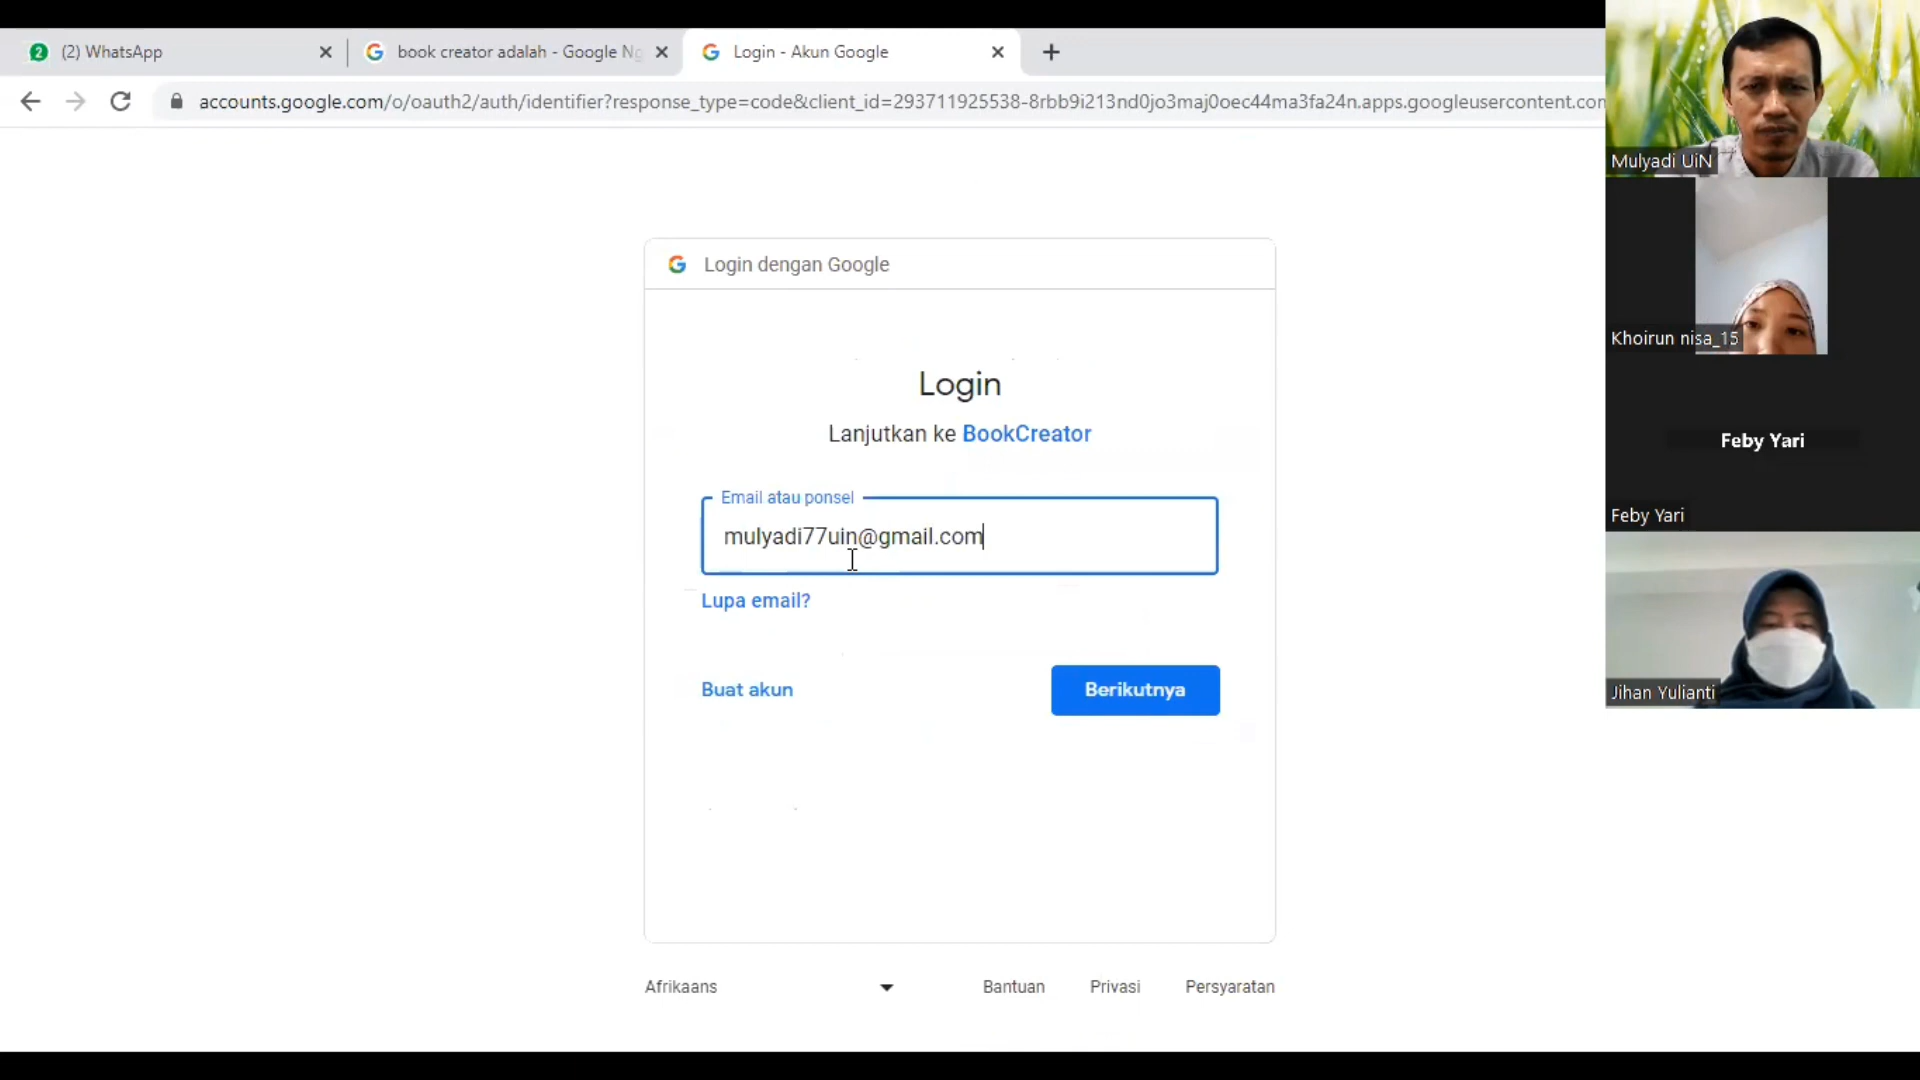 2 (2) WhatsApp
book creator adalah - Google
Login - Akun Google
accounts.google.com/o/oauth2/auth/identifier?response_type=code&client_id=293711925538-8rbb9i213nd0jo3maj0oec44ma3fa24n.apps.googleusercontent.com
Login dengan Google
Login
Lanjutkan ke BookCreator
Email atau ponsel
mulyadi77uin@gmail.com
Lupa email?
Buat akun
Berikutnya
Afrikaans
Bantuan
Privasi
Persyaratan
Mulyadi UiN
Khoirun nisa_15
Feby Yari
Feby Yari
Jihan Yulianti